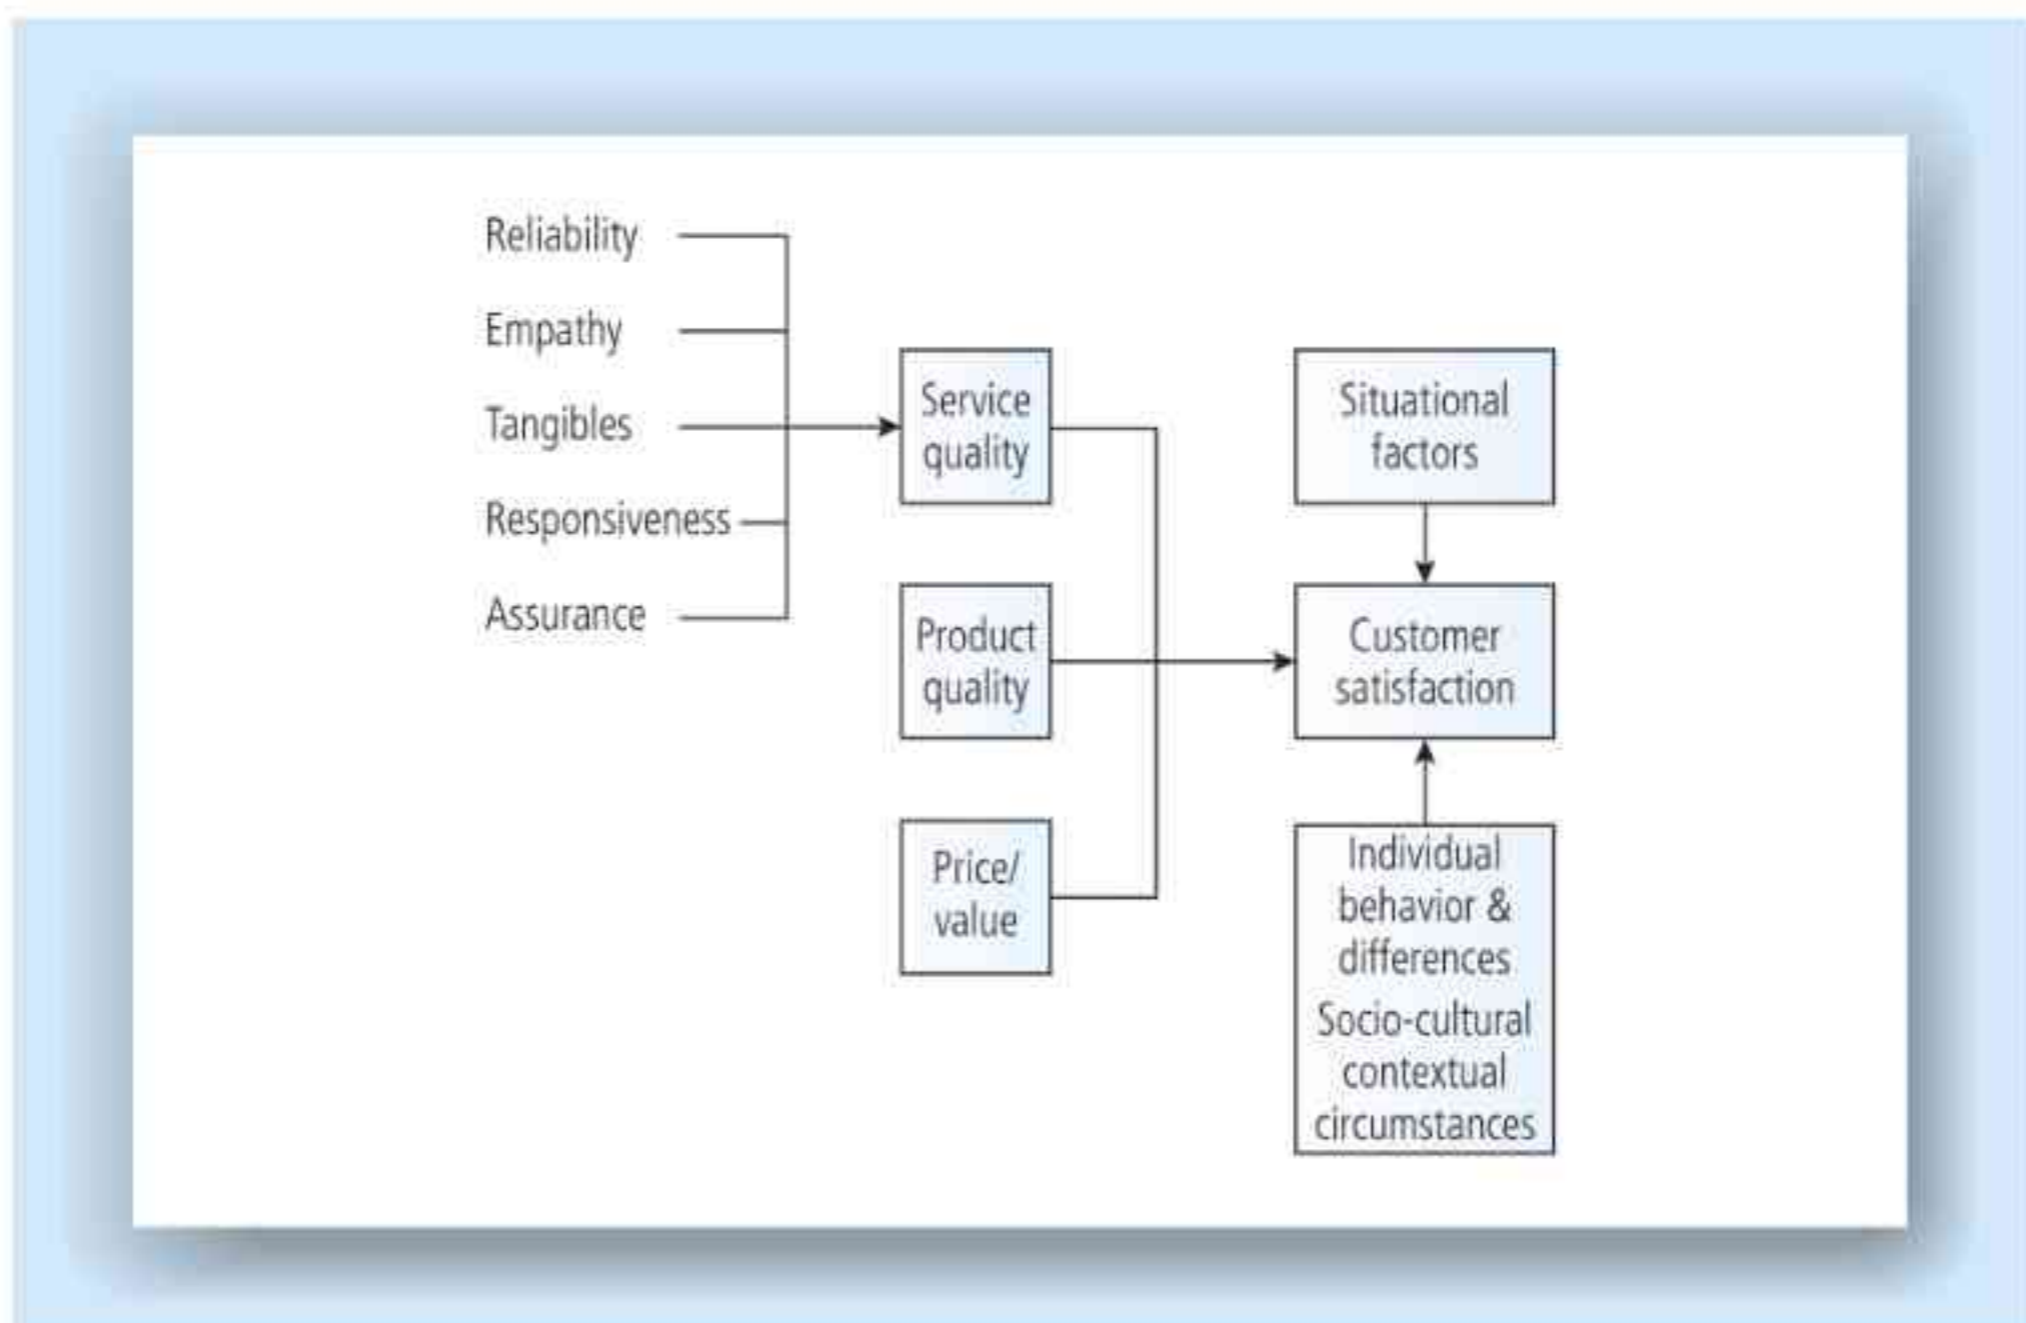 Reliability
Empathy
Tangibles
Responsiveness
Assurance
Service
quality
Product
quality
Price/
value
Situational
factors
Customer
satisfaction
Individual
behavior &
differences
Socio-cultural
contextual
circumstances